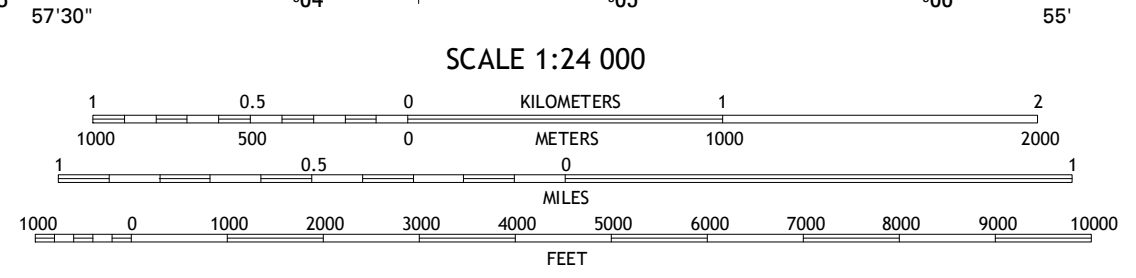 57'30" 55'
SCALE 1:24 000
1 0.5 0 KILOMETERS 1 2
1000 500 0 METERS 1000 2000
1 0.5 0 1
MILES
1000 0 1000 2000 3000 4000 5000 6000 7000 8000 9000 10000
FEET